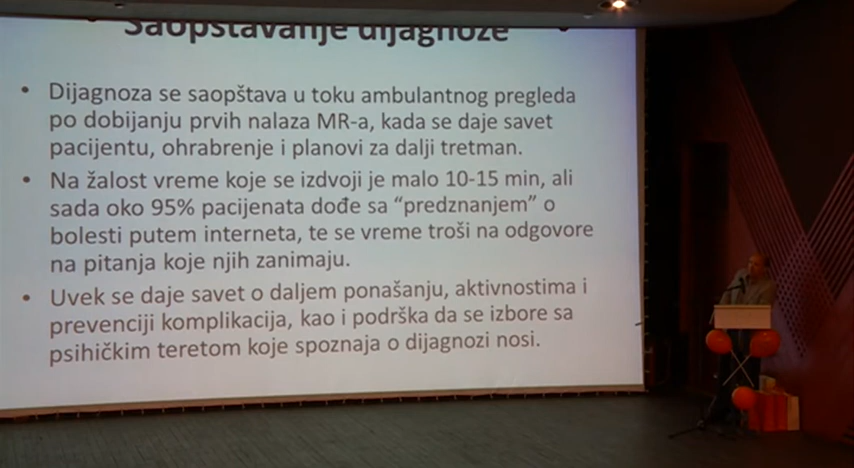 Saopštavanje dijagnoze
• Dijagnoza se saopštava u toku ambulantnog pregleda
po dobijanju prvih nalaza MR-a, kada se daje savet
pacijentu, ohrabrenje i planovi za dalji tretman.
• Na žalost vreme koje se izdvoji je malo 10-15 min, ali
sada oko 95% pacijenata dođe sa “predznanjem” o
bolesti putem interneta, te se vreme troši na odgovore
na pitanja koje njih zanimaju.
• Uvek se daje savet o daljem ponašanju, aktivnostima i
prevenciji komplikacija, kao i podrška da se izbore sa
psihičkim teretom koje spoznaja o dijagnozi nosi.